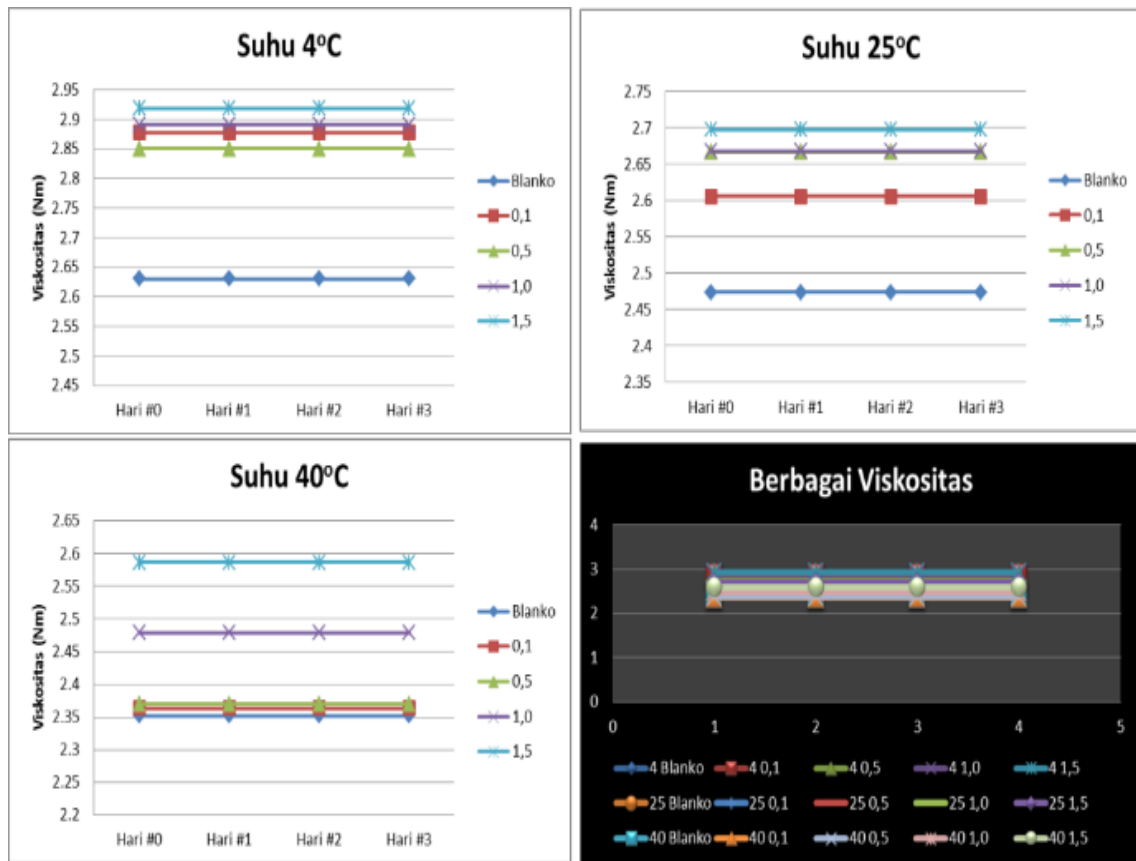 Suhu 4°C
Viskositas (Nm)
2.95
2.9
2.85
2.8
2.75
2.7
2.65
2.6
2.55
2.5
2.45
Hari #0 Hari #1 Hari #2 Hari #3
Blanko
0,1
0,5
1,0
1,5
Suhu 25°C
Viskositas (Nm)
2.75
2.7
2.65
2.6
2.55
2.5
2.45
2.4
2.35
Hari #0 Hari #1 Hari #2 Hari #3
Blanko
0,1
0,5
1,0
1,5
Suhu 40°C
Viskositas (Nm)
2.65
2.6
2.55
2.5
2.45
2.4
2.35
2.3
2.25
2.2
Hari #0 Hari #1 Hari #2 Hari #3
Blanko
0,1
0,5
1,0
1,5
Berbagai Viskositas
4
3
2
1
0
0 1 2 3 4 5
4 Blanko 4 0,1 4 0,5 4 1,0 4 1,5
25 Blanko 25 0,1 25 0,5 25 1,0 25 1,5
40 Blanko 40 0,1 40 0,5 40 1,0 40 1,5